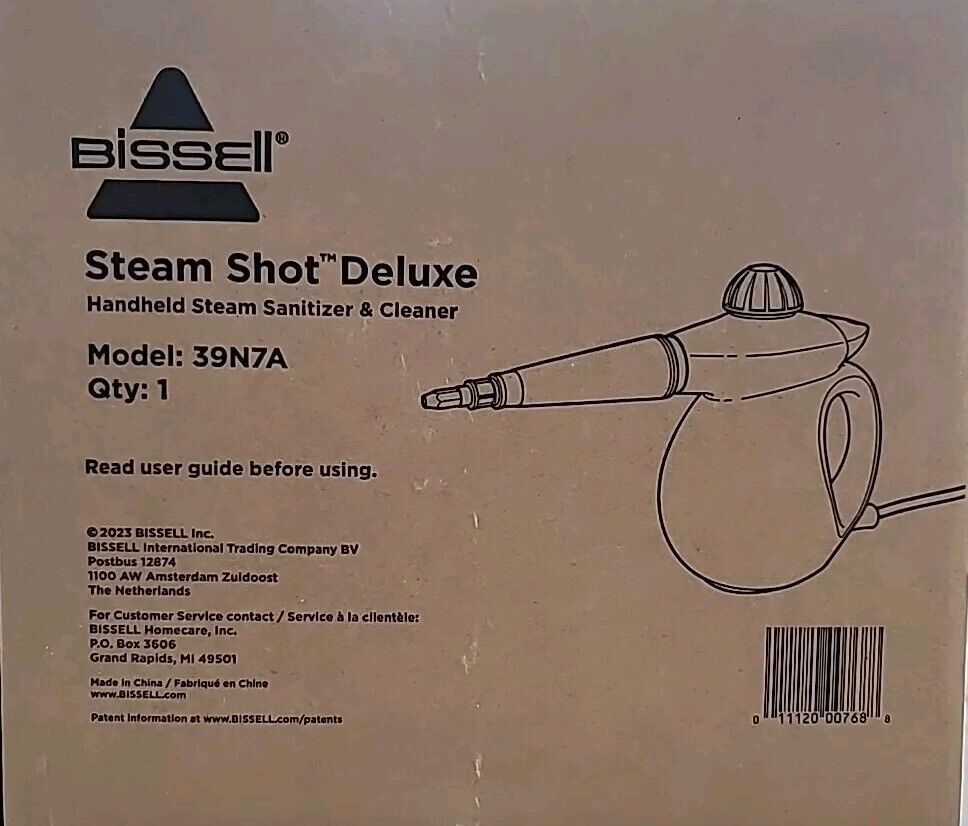 BISSELL®
Steam Shot™ Deluxe
Handheld Steam Sanitizer & Cleaner
Model: 39N7A
Qty: 1
Read user guide before using.
© 2023 BISSELL Inc.
BISSELL International Trading Company BV
Postbus 12874
1100 AW Amsterdam Zuidoost
The Netherlands
For Customer Service contact / Service à la clientèle:
BISSELL Homecare, Inc.
P.O. Box 3606
Grand Rapids, MI 49501
Made in China / Fabriqué en Chine
www.BISSELL.com
Patent information at www.BISSELL.com/patents
0 11120 00768 8